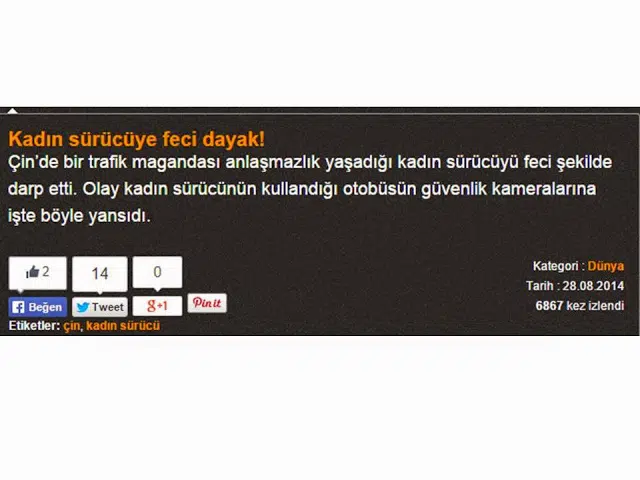 Kadın sürücüye feci dayak!
Çin'de bir trafik magandası anlaşmazlık yaşadığı kadın sürücüyü feci şekilde
darp etti. Olay kadın sürücünün kullandığı otobüsün güvenlik kameralarına
işte böyle yansıdı.
2 14 0
Beğen Tweet g+1 Pinit
Etiketler: çin, kadın sürücü
Kategori : Dünya
Tarih : 28.08.2014
6867 kez izlendi